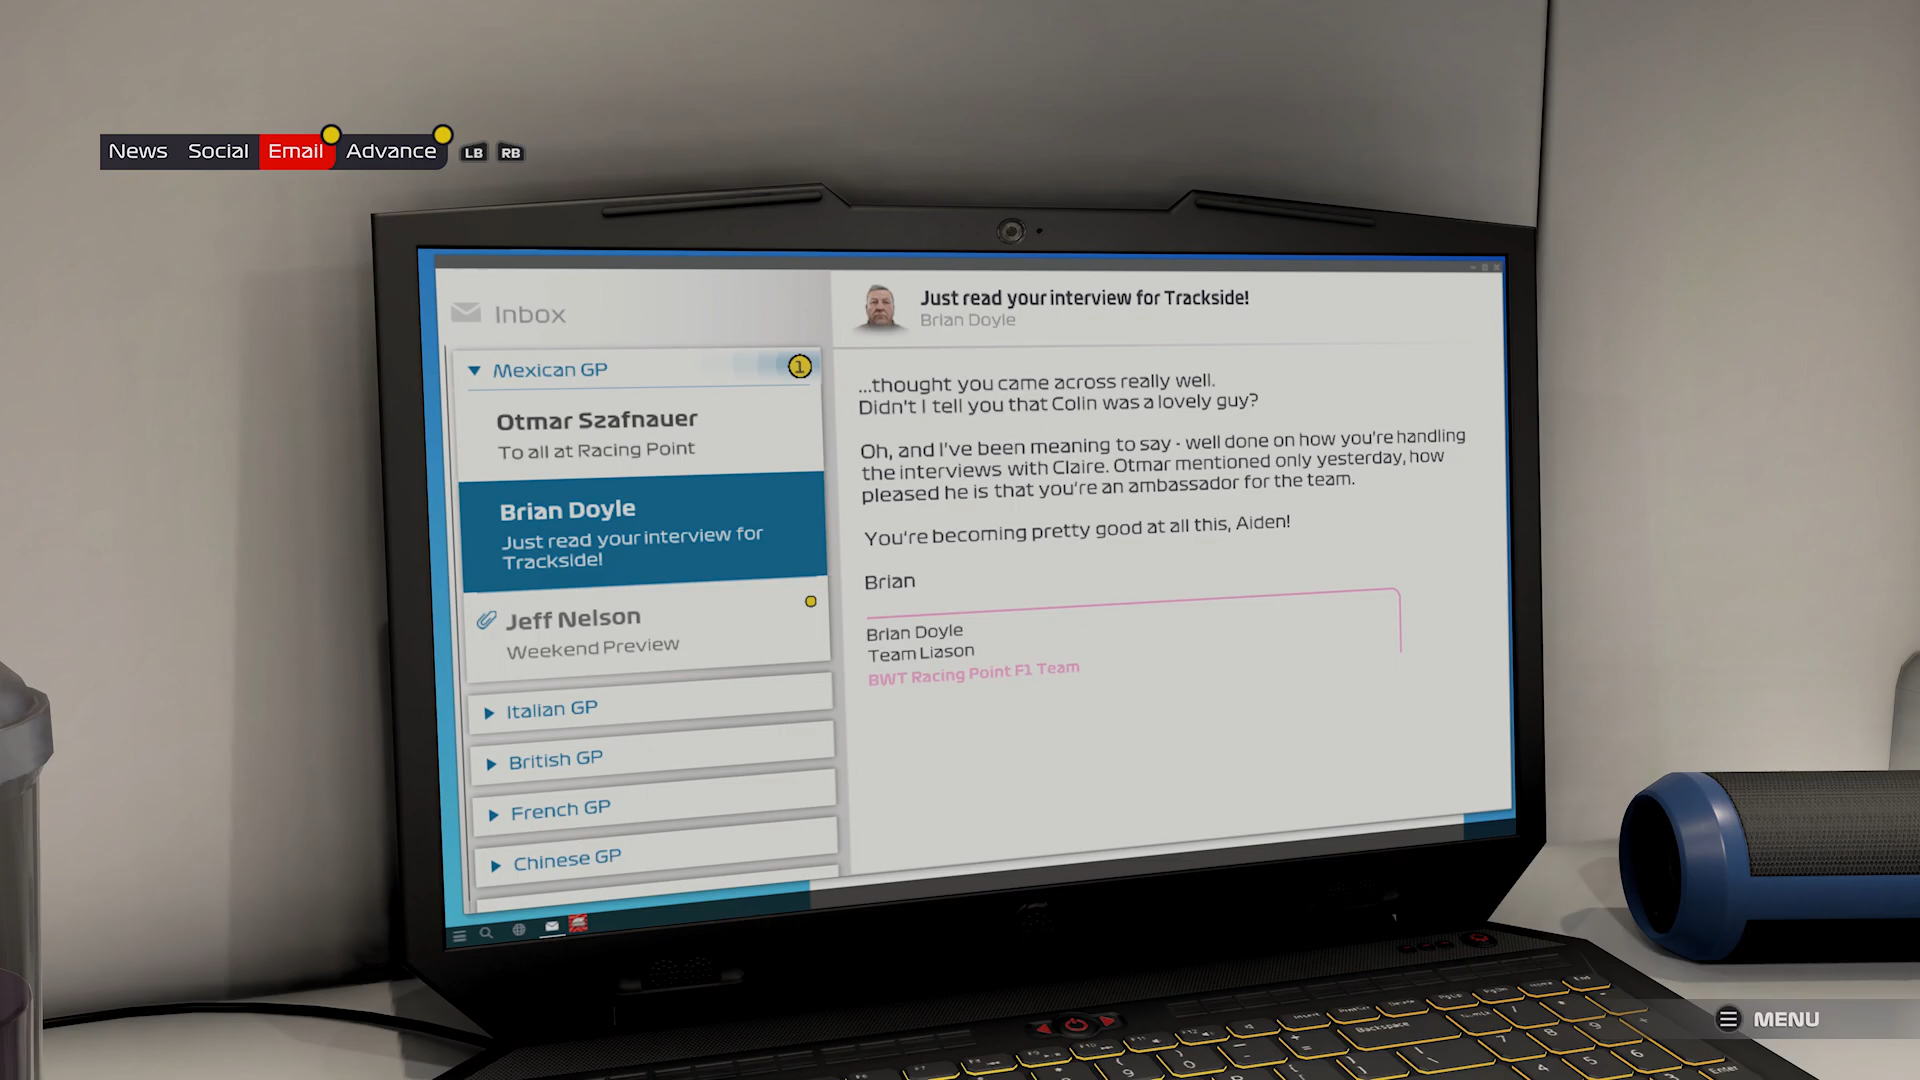 News Social Email Advance LB RB
Inbox
Mexican GP 1
Otmar Szafnauer
To all at Racing Point
Brian Doyle
Just read your interview for
Trackside!
Jeff Nelson
Weekend Preview
Italian GP
British GP
French GP
Chinese GP
Just read your interview for Trackside!
Brian Doyle
...thought you came across really well.
Didn't I tell you that Colin was a lovely guy?
Oh, and I've been meaning to say - well done on how you're handling
the interviews with Claire. Otmar mentioned only yesterday, how
pleased he is that you're an ambassador for the team.
You're becoming pretty good at all this, Aiden!
Brian
Brian Doyle
Team Liason
BWT Racing Point F1 Team
Backspace
Enter
MENU